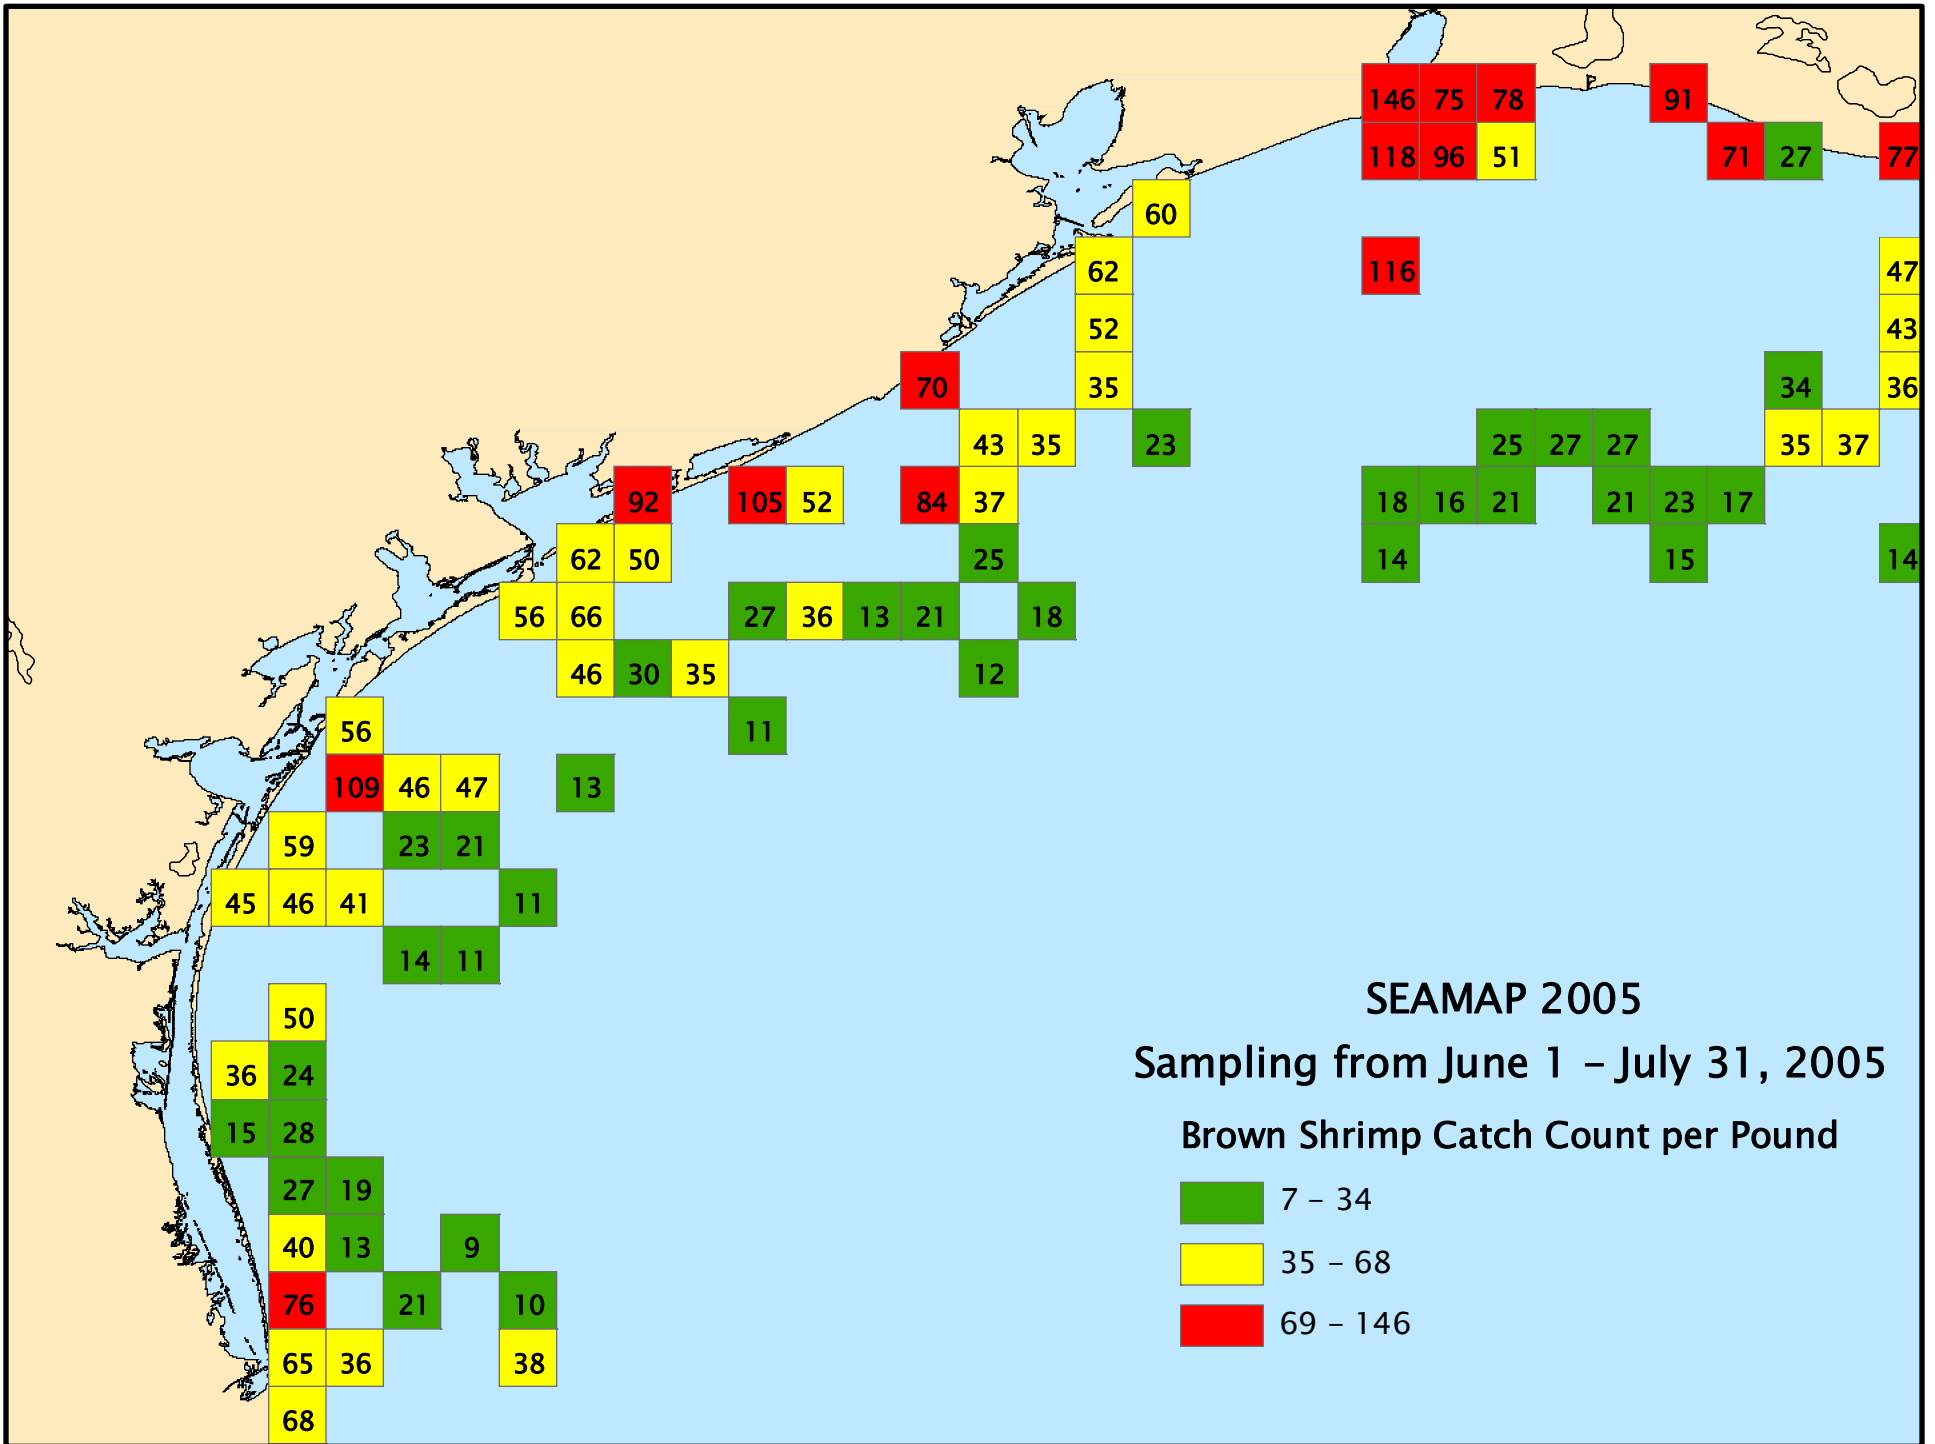 146 75 78 91
118 96 51 71 27 77
60
62 116 47
52 43
70 35 34 36
43 35 23 25 27 27 35 37
92 105 52 84 37 18 16 21 21 23 17
62 50 25 14 15 14
56 66 27 36 13 21 18
46 30 35 12
56 11
109 46 47 13
59 23 21
45 46 41 11
14 11
SEAMAP 2005
50
Sampling from June 1 – July 31, 2005
36 24
15 28
Brown Shrimp Catch Count per Pound
27 19
7 – 34
40 13 9
35 – 68
76 21 10
69 – 146
65 36 38
68